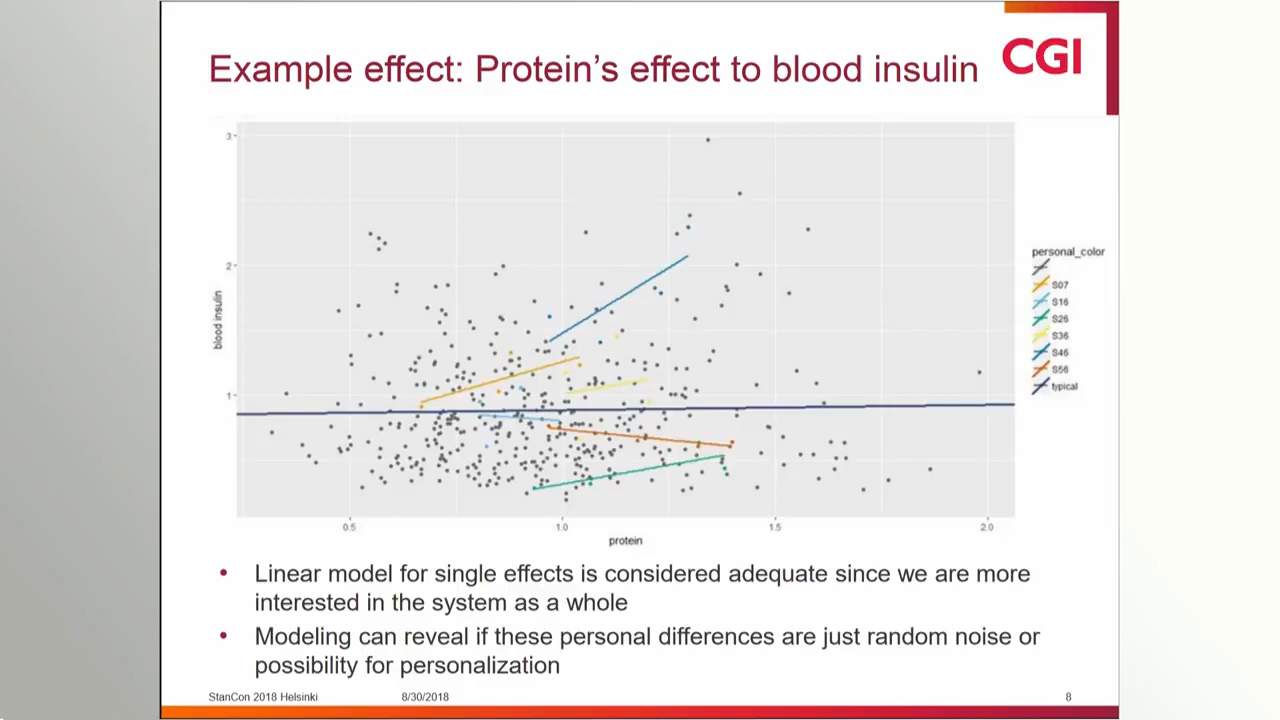 Example effect: Protein's effect to blood insulin
CGI
3
2
1
blood insulin
0.5
1.0
1.5
2.0
protein
personal_color
S07
S16
S26
S36
S46
S56
typical
• Linear model for single effects is considered adequate since we are more
interested in the system as a whole
• Modeling can reveal if these personal differences are just random noise or
possibility for personalization
StanCon 2018 Helsinki
8/30/2018
8